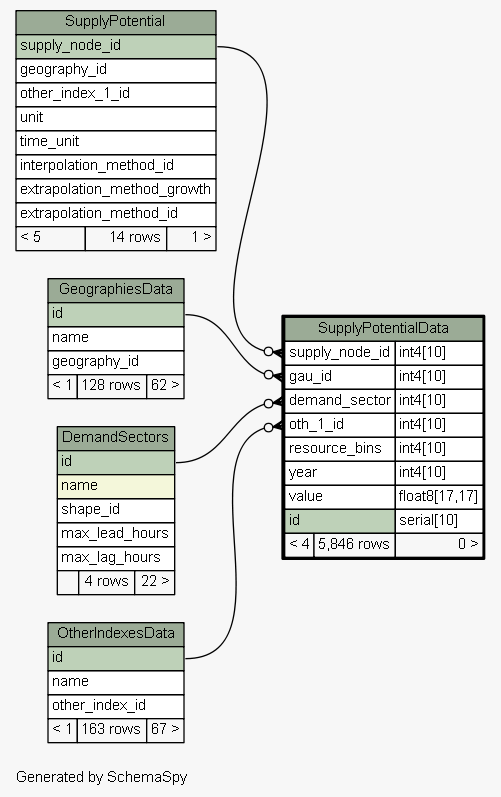 SupplyPotential
supply_node_id
geography_id
other_index_1_id
unit
time_unit
interpolation_method_id
extrapolation_method_growth
extrapolation_method_id
< 5 14 rows 1 >
GeographiesData
id
name
geography_id
< 1 128 rows 62 >
DemandSectors
id
name
shape_id
max_lead_hours
max_lag_hours
4 rows 22 >
OtherIndexesData
id
name
other_index_id
< 1 163 rows 67 >
SupplyPotentialData
supply_node_id int4[10]
gau_id int4[10]
demand_sector int4[10]
oth_1_id int4[10]
resource_bins int4[10]
year int4[10]
value float8[17,17]
id serial[10]
< 4 5,846 rows 0 >
Generated by SchemaSpy